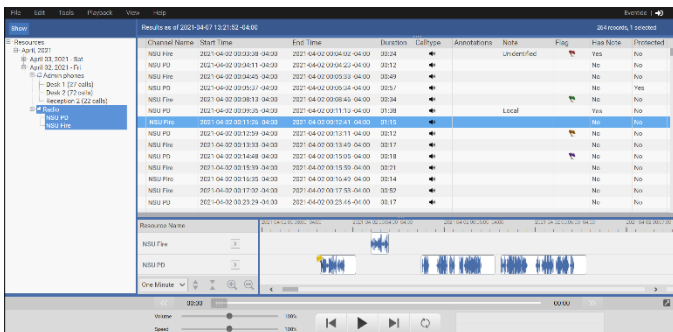 File Edit Tools Playback View Help Eventide
Show Results as of 2021-04-07 13:21:52 -04:00 264 records, 1 selected
Resources
April, 2021
April 03, 2021 - Sat
April 02, 2021 - Fri
Admin phones
Desk 1 (27 calls)
Desk 2 (72 calls)
Reception 2 (22 calls)
Radio
NSU PD
NSU Fire
Channel Name Start Time End Time Duration Calltype Annotations Note Flag Has Note Protected
NSU Fire 2021-04-02 00:03:38 -04:00 2021-04-02 00:04:02 -04:00 00:24 Unidentified Yes No
NSU PD 2021-04-02 00:04:11 -04:00 2021-04-02 00:04:23 -04:00 00:12 No No
NSU Fire 2021-04-02 00:04:45 -04:00 2021-04-02 00:05:33 -04:00 00:49 No No
NSU PD 2021-04-02 00:05:37 -04:00 2021-04-02 00:06:34 -04:00 00:57 No Yes
NSU Fire 2021-04-02 00:08:13 -04:00 2021-04-02 00:08:46 -04:00 00:34 No No
NSU PD 2021-04-02 00:09:35 -04:00 2021-04-02 00:11:13 -04:00 01:38 Local Yes No
NSU Fire 2021-04-02 00:11:26 -04:00 2021-04-02 00:12:41 -04:00 01:15 No No
NSU PD 2021-04-02 00:12:59 -04:00 2021-04-02 00:13:11 -04:00 00:12 No No
NSU Fire 2021-04-02 00:13:33 -04:00 2021-04-02 00:13:49 -04:00 00:17 No No
NSU PD 2021-04-02 00:14:48 -04:00 2021-04-02 00:15:05 -04:00 00:18 No No
NSU Fire 2021-04-02 00:15:39 -04:00 2021-04-02 00:15:59 -04:00 00:21 No No
NSU Fire 2021-04-02 00:16:35 -04:00 2021-04-02 00:16:49 -04:00 00:14 No No
NSU Fire 2021-04-02 00:17:02 -04:00 2021-04-02 00:17:53 -04:00 00:52 No No
NSU PD 2021-04-02 00:23:29 -04:00 2021-04-02 00:23:46 -04:00 00:17 No No
Resource Name
NSU Fire
NSU PD
One Minute
00:00 00:00
Volume 100%
Speed 100%